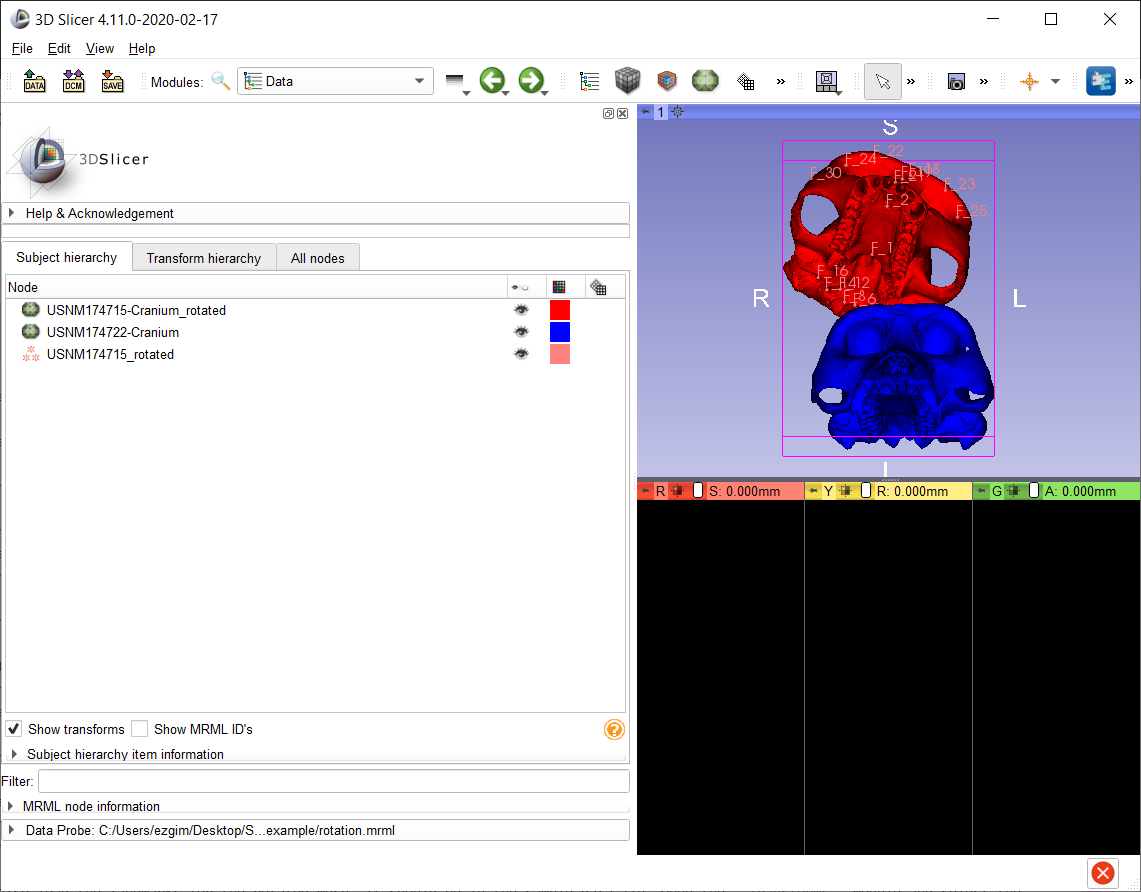 3D Slicer 4.11.0-2020-02-17
File Edit View Help
DATA DCM SAVE Modules: Data » » » »
3DSlicer
Help & Acknowledgement
Subject hierarchy Transform hierarchy All nodes
Node
USNM174715-Cranium_rotated
USNM174722-Cranium
USNM174715_rotated
Show transforms Show MRML ID's
Subject hierarchy item information
Filter:
MRML node information
Data Probe: C:/Users/ezgim/Desktop/S...example/rotation.mrml
1
S
F_22
F_24
F_30
F_23
F_2
F_25
F_1
F_16
R L
R S: 0.000mm Y R: 0.000mm G A: 0.000mm